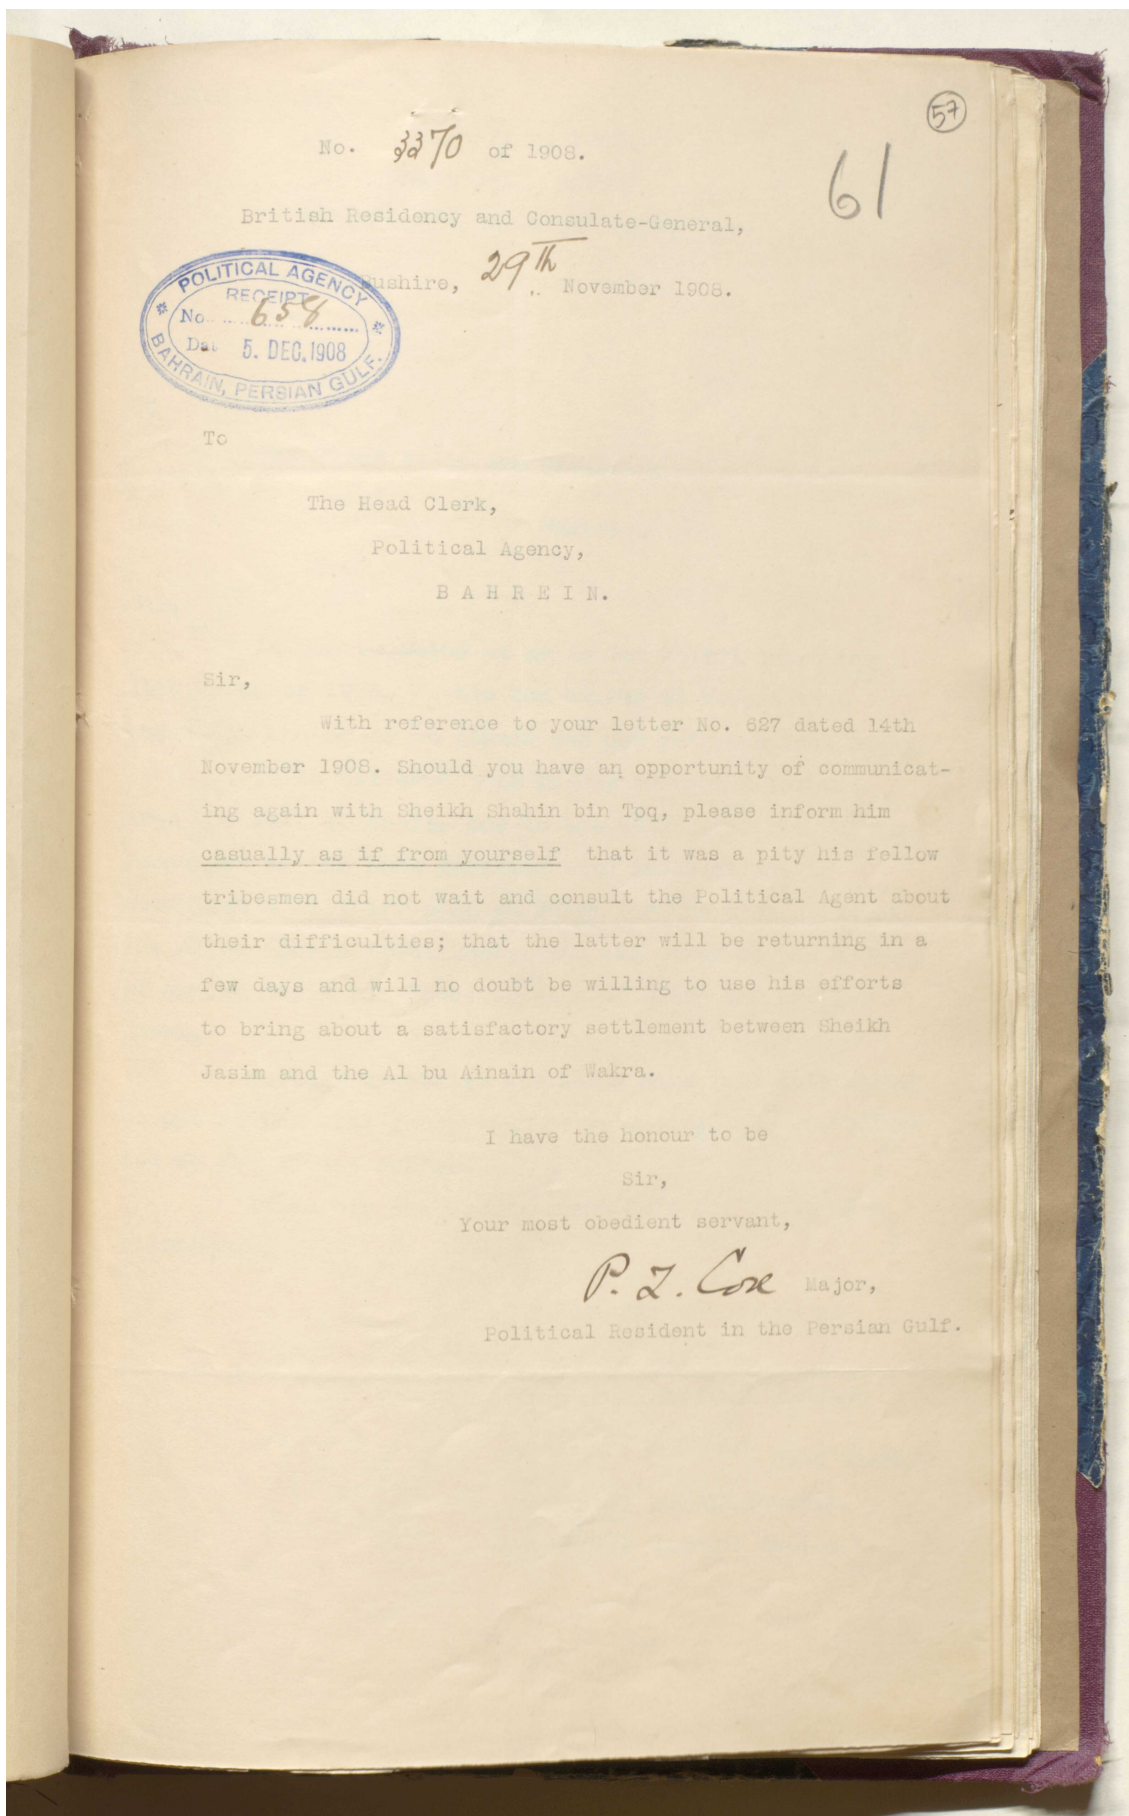 57
61
No. 3370 of 1908.
British Residency and Consulate-General,
Bushire, 29th November 1908.
POLITICAL AGENCY
RECEIPT
No. 658
Dat 5. DEC. 1908
BAHRAIN, PERSIAN GULF.
To
The Head Clerk,
Political Agency,
BAHREIN.
Sir,
With reference to your letter No. 627 dated 14th
November 1908. Should you have an opportunity of communicat-
ing again with Sheikh Shahin bin Toq, please inform him
casually as if from yourself that it was a pity his fellow
tribesmen did not wait and consult the Political Agent about
their difficulties; that the latter will be returning in a
few days and will no doubt be willing to use his efforts
to bring about a satisfactory settlement between Sheikh
Jasim and the Al bu Ainain of Wakra.
I have the honour to be
Sir,
Your most obedient servant,
P. Z. Cox Major,
Political Resident in the Persian Gulf.